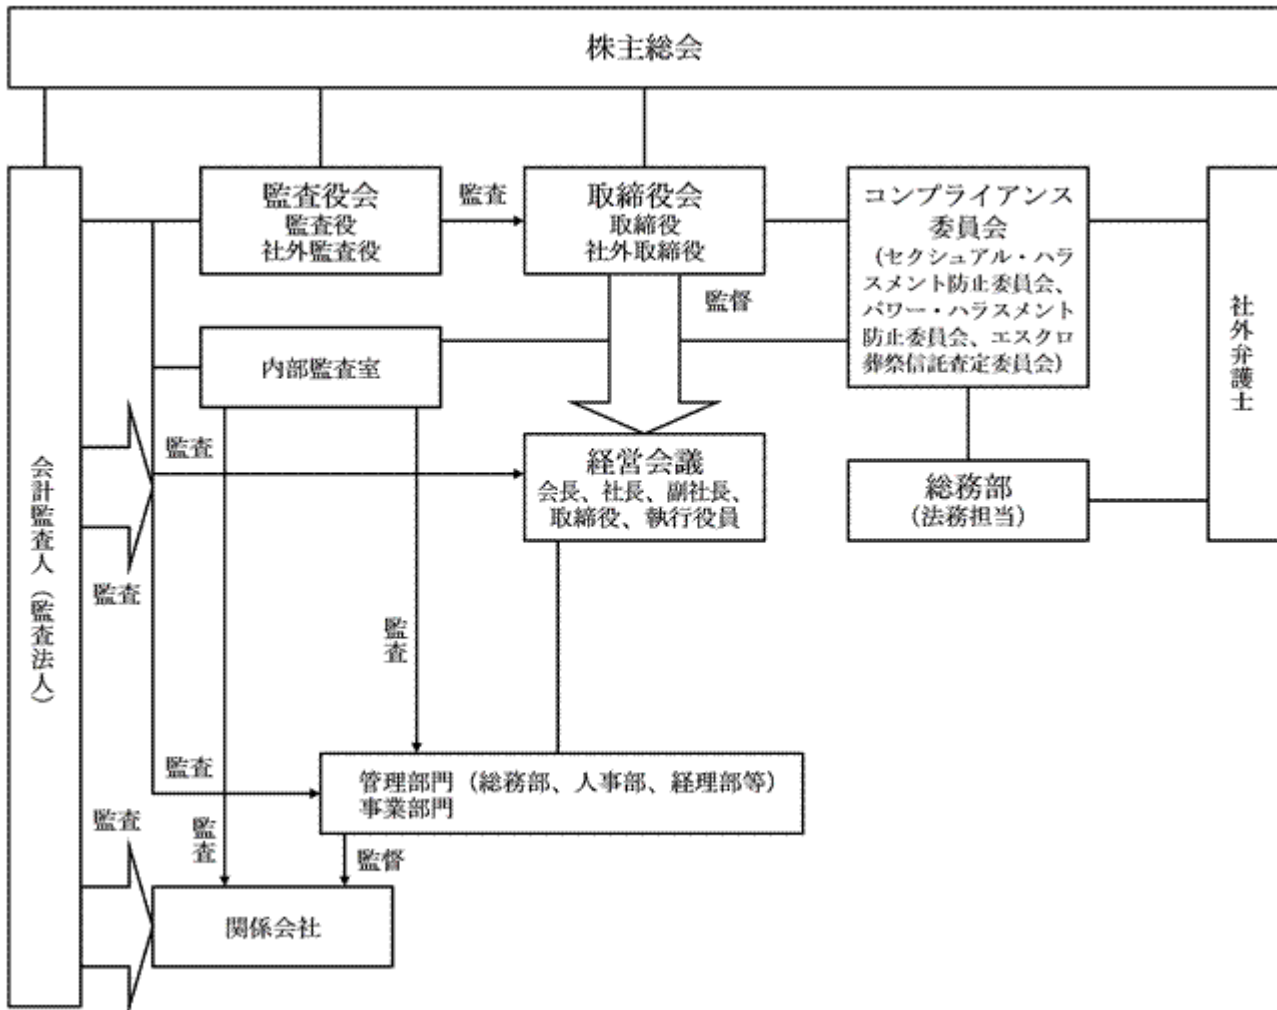 株主総会
監査役会
監査役
社外監査役
監査
取締役会
取締役
社外取締役
コンプライアンス
委員会
(セクシュアル・ハラ
スメント防止委員会、
パワー・ハラスメント
防止委員会、エスクロ
葬祭信託査定委員会)
社外弁護士
監督
内部監査室
監査
経営会議
会長、社長、副社長、
取締役、執行役員
総務部
(法務担当)
会計監査人(監査法人)
監査
監査
監査
管理部門(総務部、人事部、経理部等)
事業部門
監査
監査
監督
関係会社